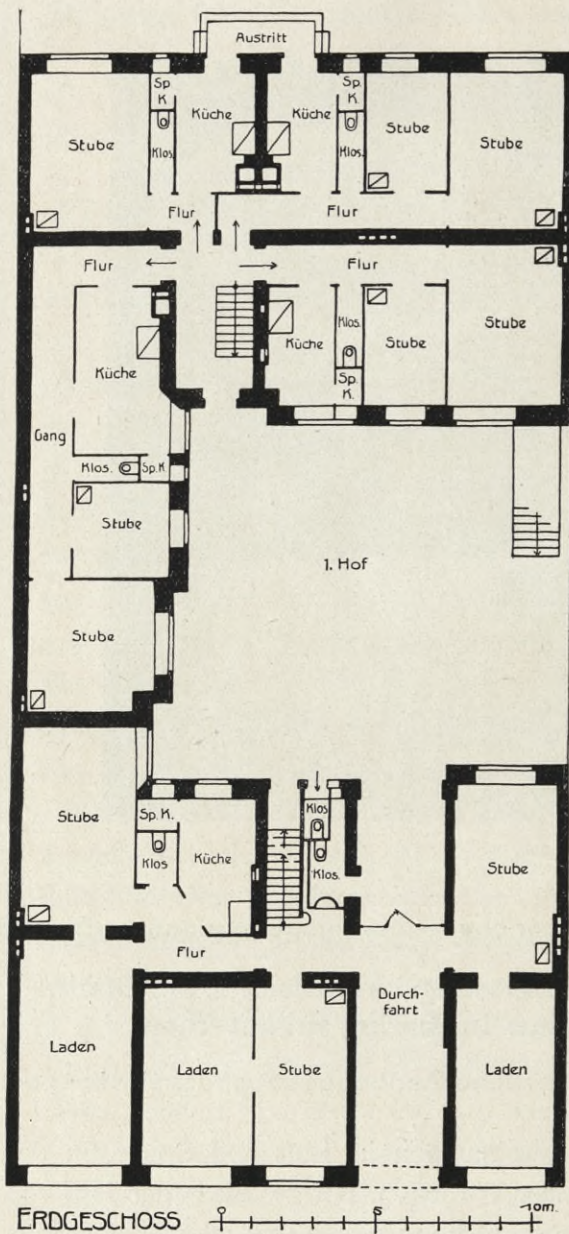 Austritt
Sp.
K
Küche
Küche
Sp.
K
Stube
Klos.
Klos.
Stube
Stube
Flur
Flur
Flur
Flur
Küche
Küche
Klos.
Sp.
K.
Stube
Stube
Gang
Klos.
Sp.K
Stube
1. Hof
Stube
Stube
Sp. K.
Klos
Küche
Klos
Klos.
Stube
Flur
Laden
Laden
Stube
Durch-
fahrt
Laden
ERDGESCHOSS
0 5 10m.